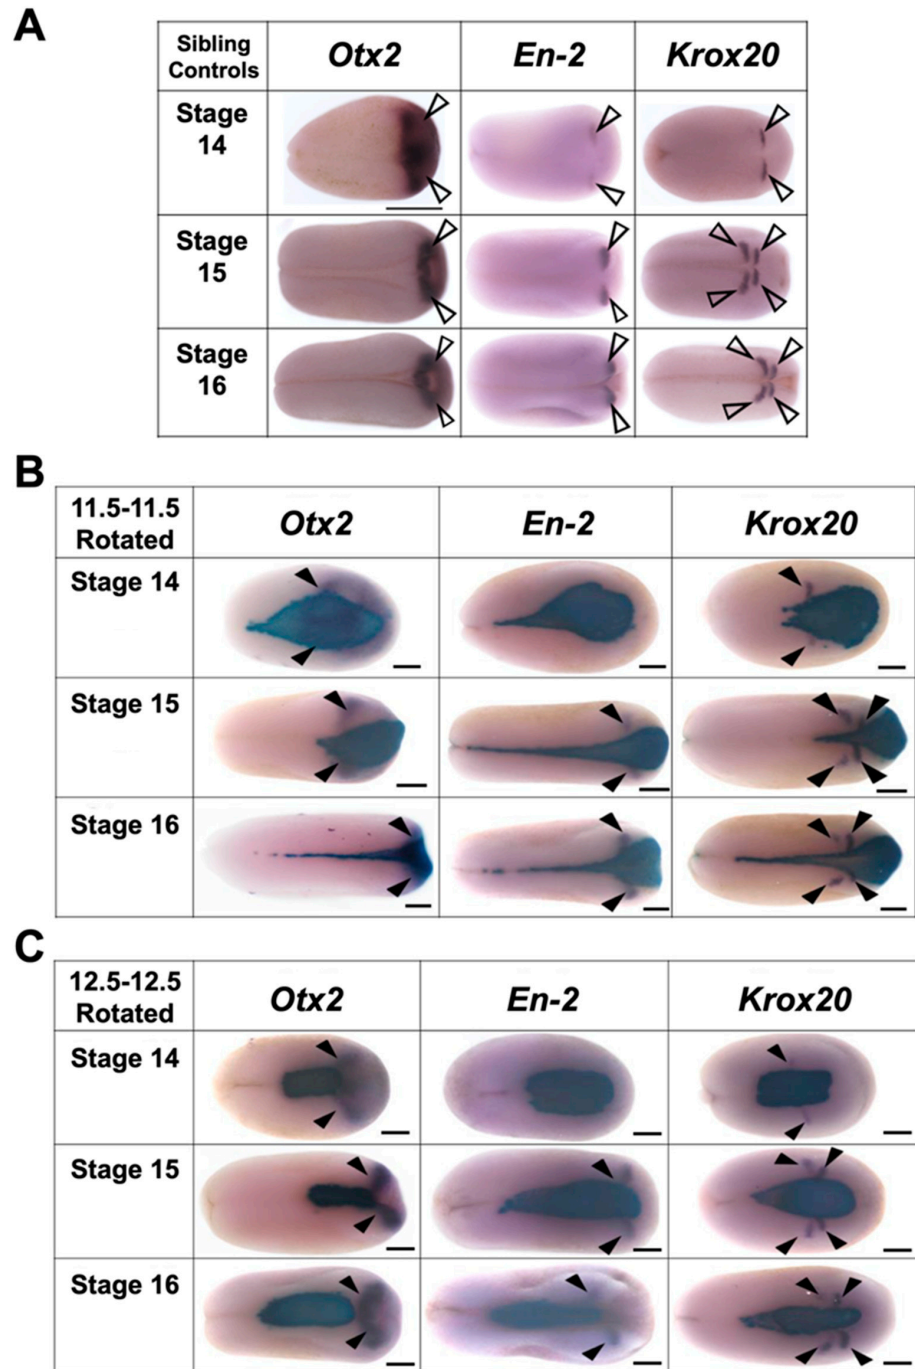 A
Sibling Controls Otx2 En-2 Krox20
Stage 14
Stage 15
Stage 16
B
11.5-11.5 Rotated Otx2 En-2 Krox20
Stage 14
Stage 15
Stage 16
C
12.5-12.5 Rotated Otx2 En-2 Krox20
Stage 14
Stage 15
Stage 16